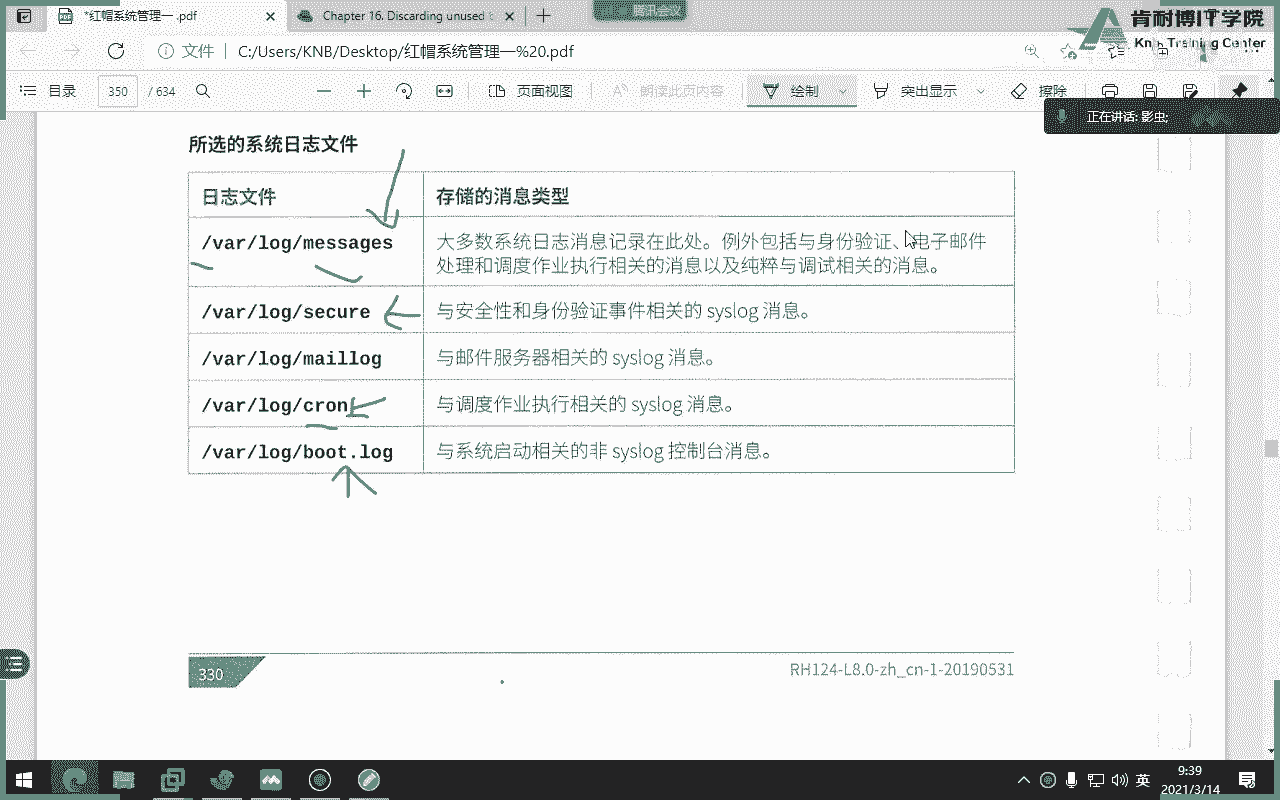 *红帽系统管理一 .pdf
Chapter 16. Discarding unused
腾讯会议
肯耐博IT学院
KnB Training Center
文件
C:/Users/KNB/Desktop/红帽系统管理一%20.pdf
目录
350
/ 634
页面视图
朗读此页内容
绘制
突出显示
擦除
正在讲话: 影虫;
所选的系统日志文件
日志文件
存储的消息类型
/var/log/messages
大多数系统日志消息记录在此处。例外包括与身份验证、电子邮件
处理和调度作业执行相关的消息以及纯粹与调试相关的消息。
/var/log/secure
与安全性和身份验证事件相关的 syslog 消息。
/var/log/maillog
与邮件服务器相关的 syslog 消息。
/var/log/cron
与调度作业执行相关的 syslog 消息。
/var/log/boot.log
与系统启动相关的非 syslog 控制台消息。
330
RH124-L8.0-zh_cn-1-20190531
英
9:39
2021/3/14